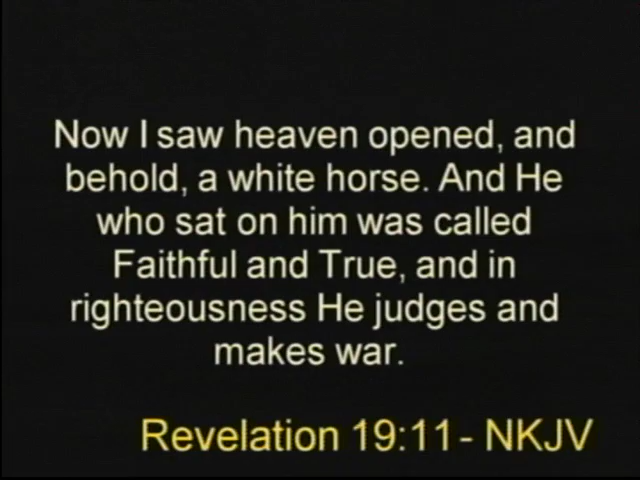 Now I saw heaven opened, and
behold, a white horse. And He
who sat on him was called
Faithful and True, and in
righteousness He judges and
makes war.
Revelation 19:11 - NKJV